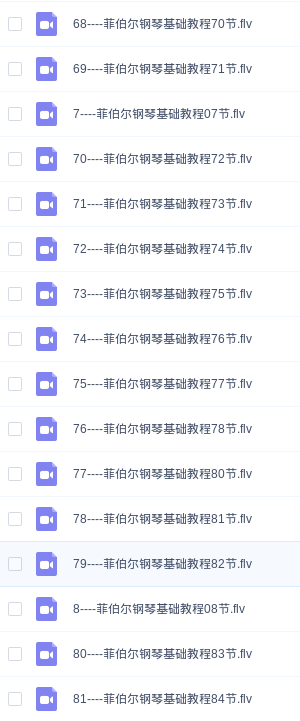 68----菲伯尔钢琴基础教程70节.flv
69----菲伯尔钢琴基础教程71节.flv
7----菲伯尔钢琴基础教程07节.flv
70----菲伯尔钢琴基础教程72节.flv
71----菲伯尔钢琴基础教程73节.flv
72----菲伯尔钢琴基础教程74节.flv
73----菲伯尔钢琴基础教程75节.flv
74----菲伯尔钢琴基础教程76节.flv
75----菲伯尔钢琴基础教程77节.flv
76----菲伯尔钢琴基础教程78节.flv
77----菲伯尔钢琴基础教程80节.flv
78----菲伯尔钢琴基础教程81节.flv
79----菲伯尔钢琴基础教程82节.flv
8----菲伯尔钢琴基础教程08节.flv
80----菲伯尔钢琴基础教程83节.flv
81----菲伯尔钢琴基础教程84节.flv